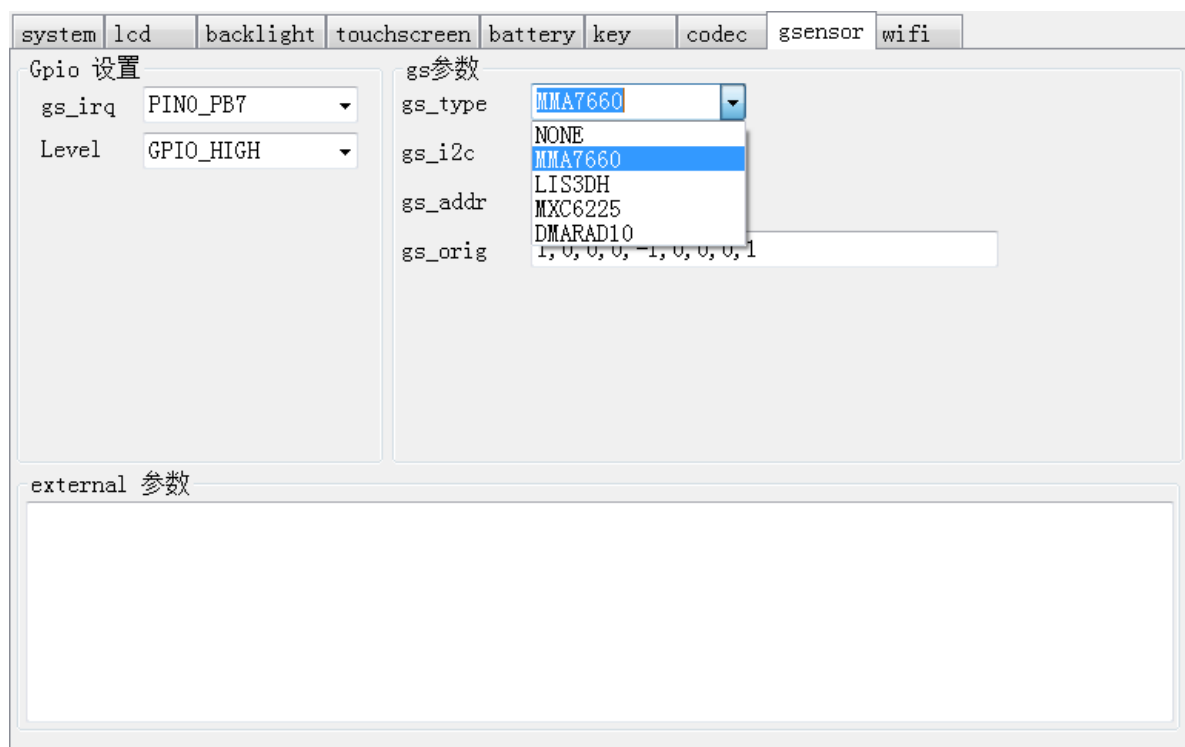 system lcd backlight touchscreen battery key codec gsensor wifi
Gpio 设置
gs_irq PIN0_PB7
Level GPIO_HIGH
gs参数
gs_type MMA7660
NONE
MMA7660
LIS3DH
MXC6225
DMARAD10
gs_i2c
gs_addr
gs_orig 1,0,0,0,-1,0,0,0,1
external 参数